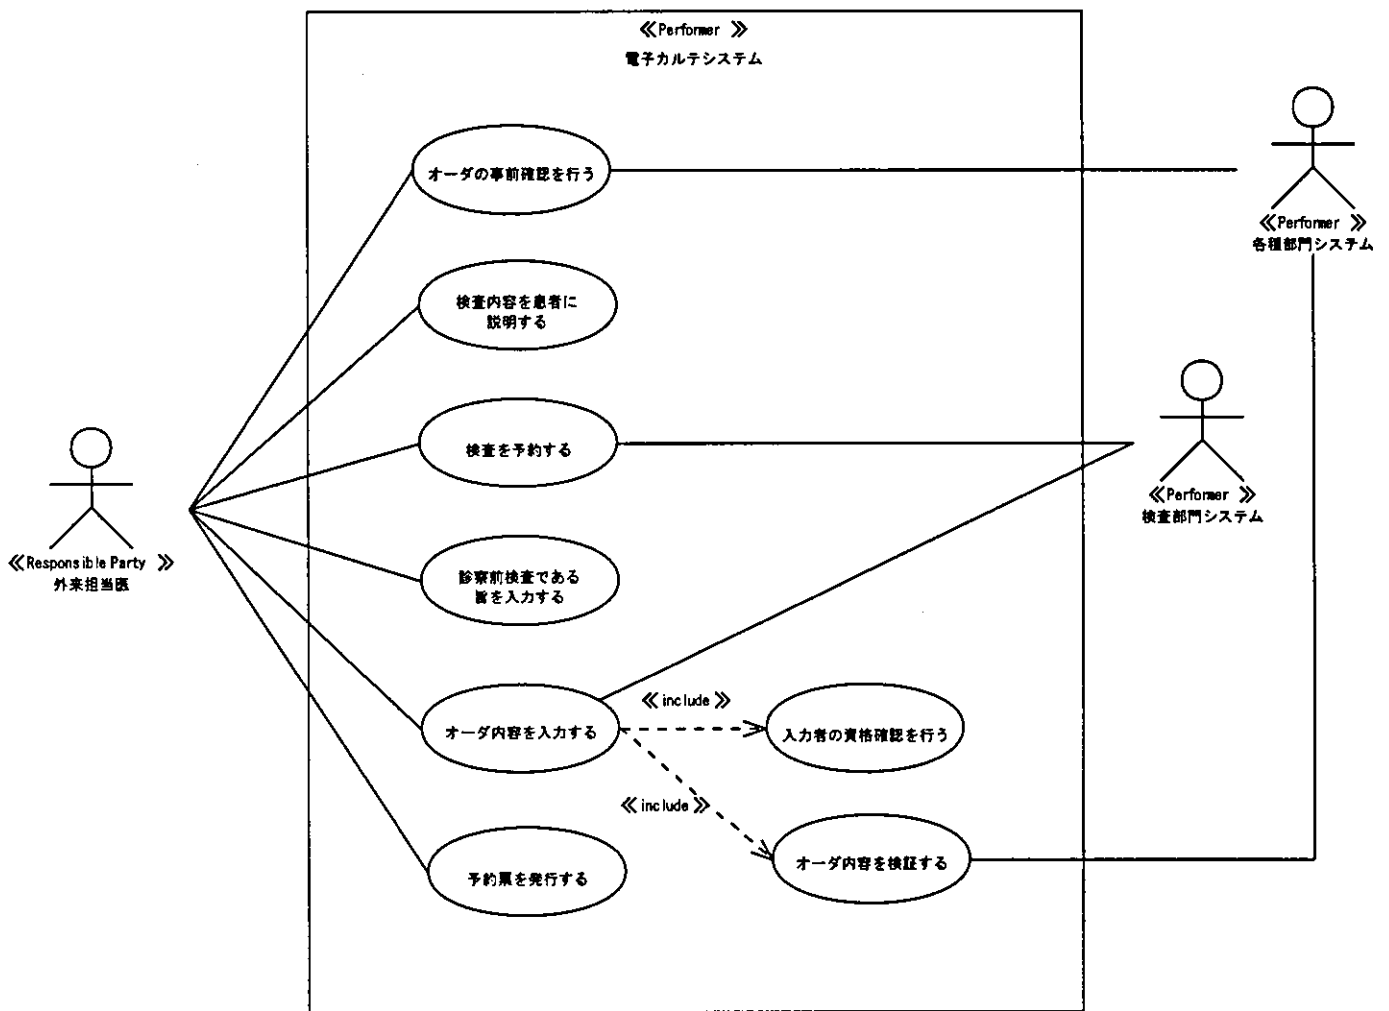 ≪Performer ≫
電子カルテシステム
オーダの事前確認を行う
≪Performer ≫
各種部門システム
検査内容を患者に
説明する
検査を予約する
≪Performer ≫
検査部門システム
≪Responsible Party ≫
外来担当医
診察前検査である
旨を入力する
≪include ≫
オーダ内容を入力する
入力者の資格確認を行う
≪include ≫
オーダ内容を検証する
予約票を発行する